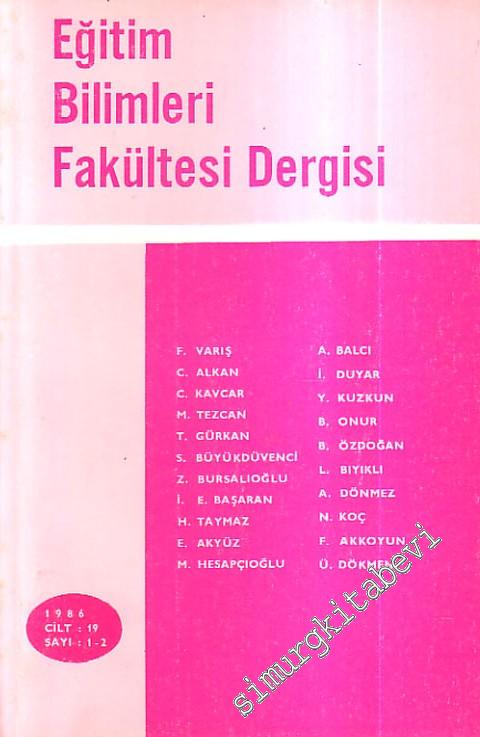 Eğitim
Bilimleri
Fakültesi Dergisi
F. VARIŞ
C. ALKAN
C. KAVCAR
M. TEZCAN
T. GÜRKAN
S. BÜYÜKDÜVENCİ
Z. BURSALIOĞLU
İ. E. BAŞARAN
H. TAYMAZ
E. AKYÜZ
M. HESAPÇIOĞLU
A. BALCI
İ. DUYAR
Y. KUZKUN
B, ONUR
B, ÖZDOĞAN
L. BIYIKLI
A. DÖNMEZ
N. KOÇ
F. AKKOYUN
Ü. DÖKMEN
1986
CİLT : 19
SAYI : 1-2
simurgkitabevi